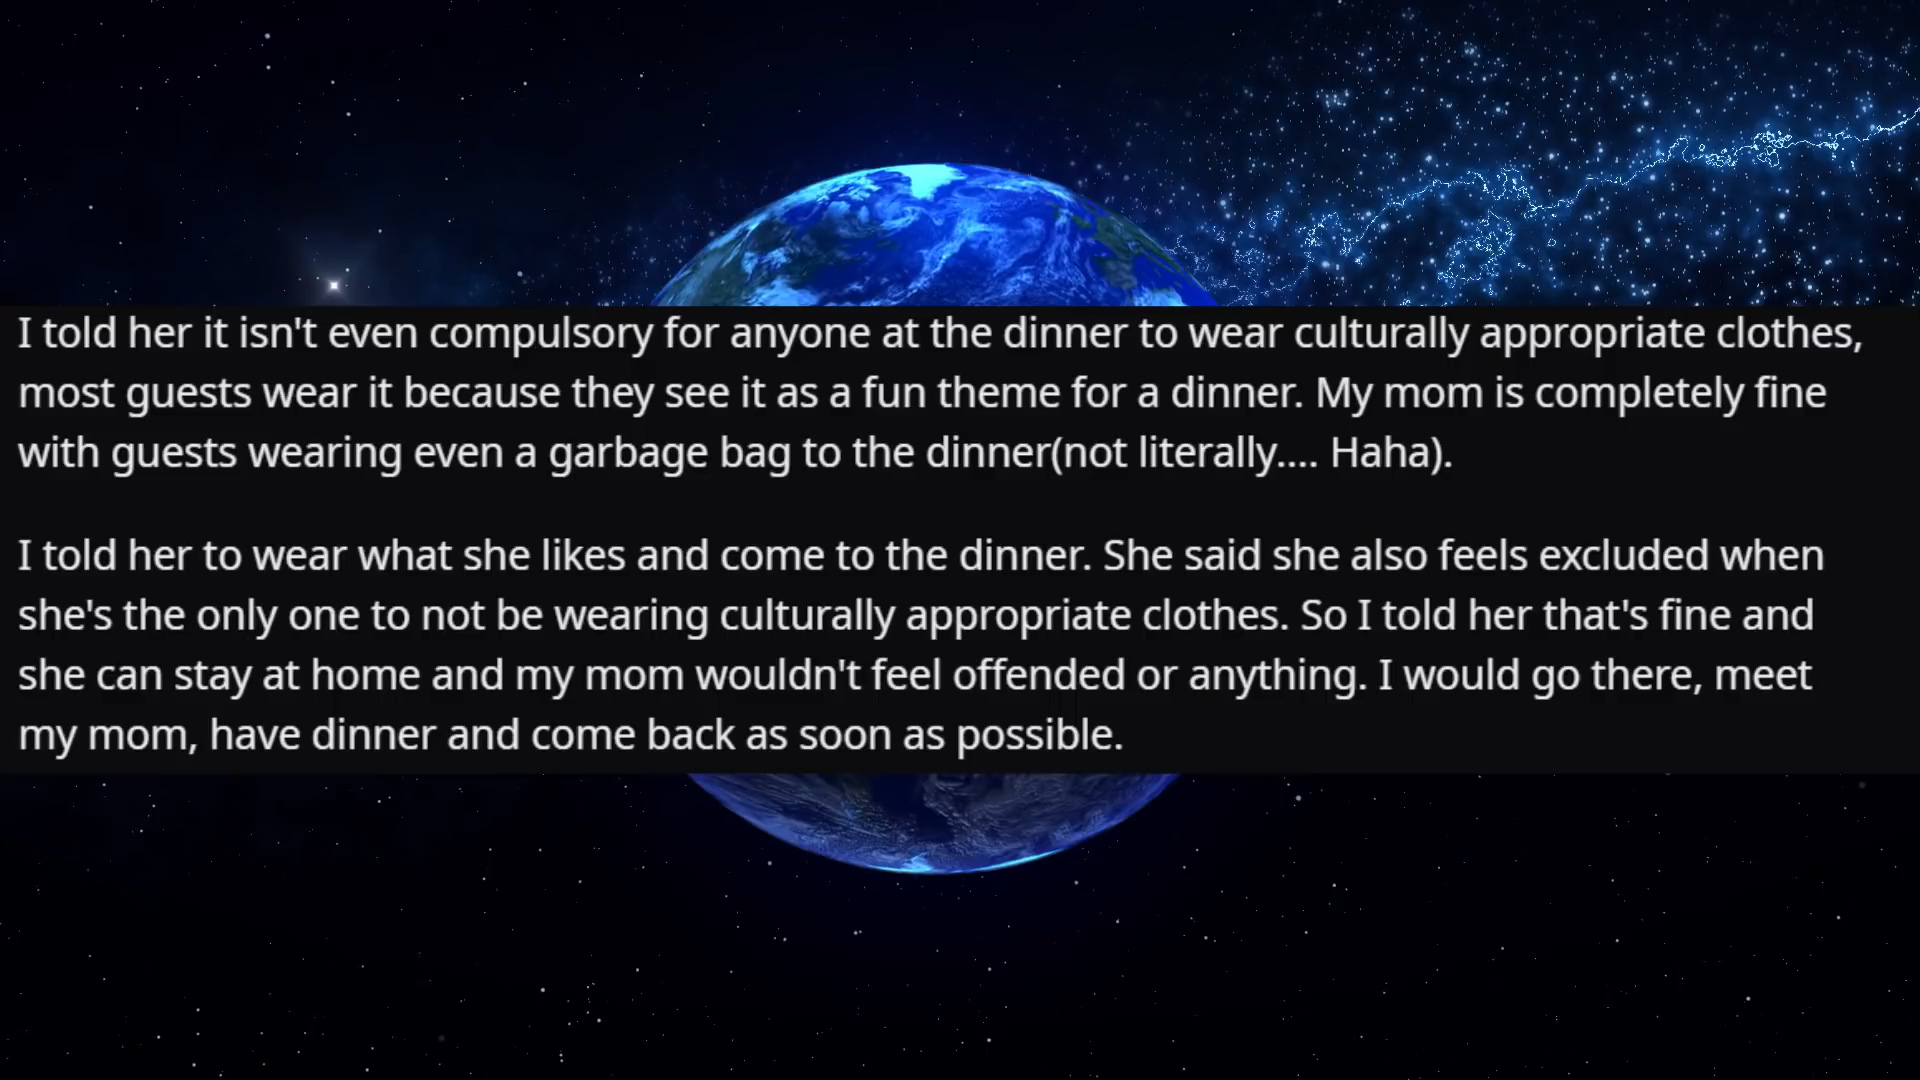 I told her it isn't even compulsory for anyone at the dinner to wear culturally appropriate clothes,
most guests wear it because they see it as a fun theme for a dinner. My mom is completely fine
with guests wearing even a garbage bag to the dinner(not literally.... Haha).
I told her to wear what she likes and come to the dinner. She said she also feels excluded when
she's the only one to not be wearing culturally appropriate clothes. So I told her that's fine and
she can stay at home and my mom wouldn't feel offended or anything. I would go there, meet
my mom, have dinner and come back as soon as possible.